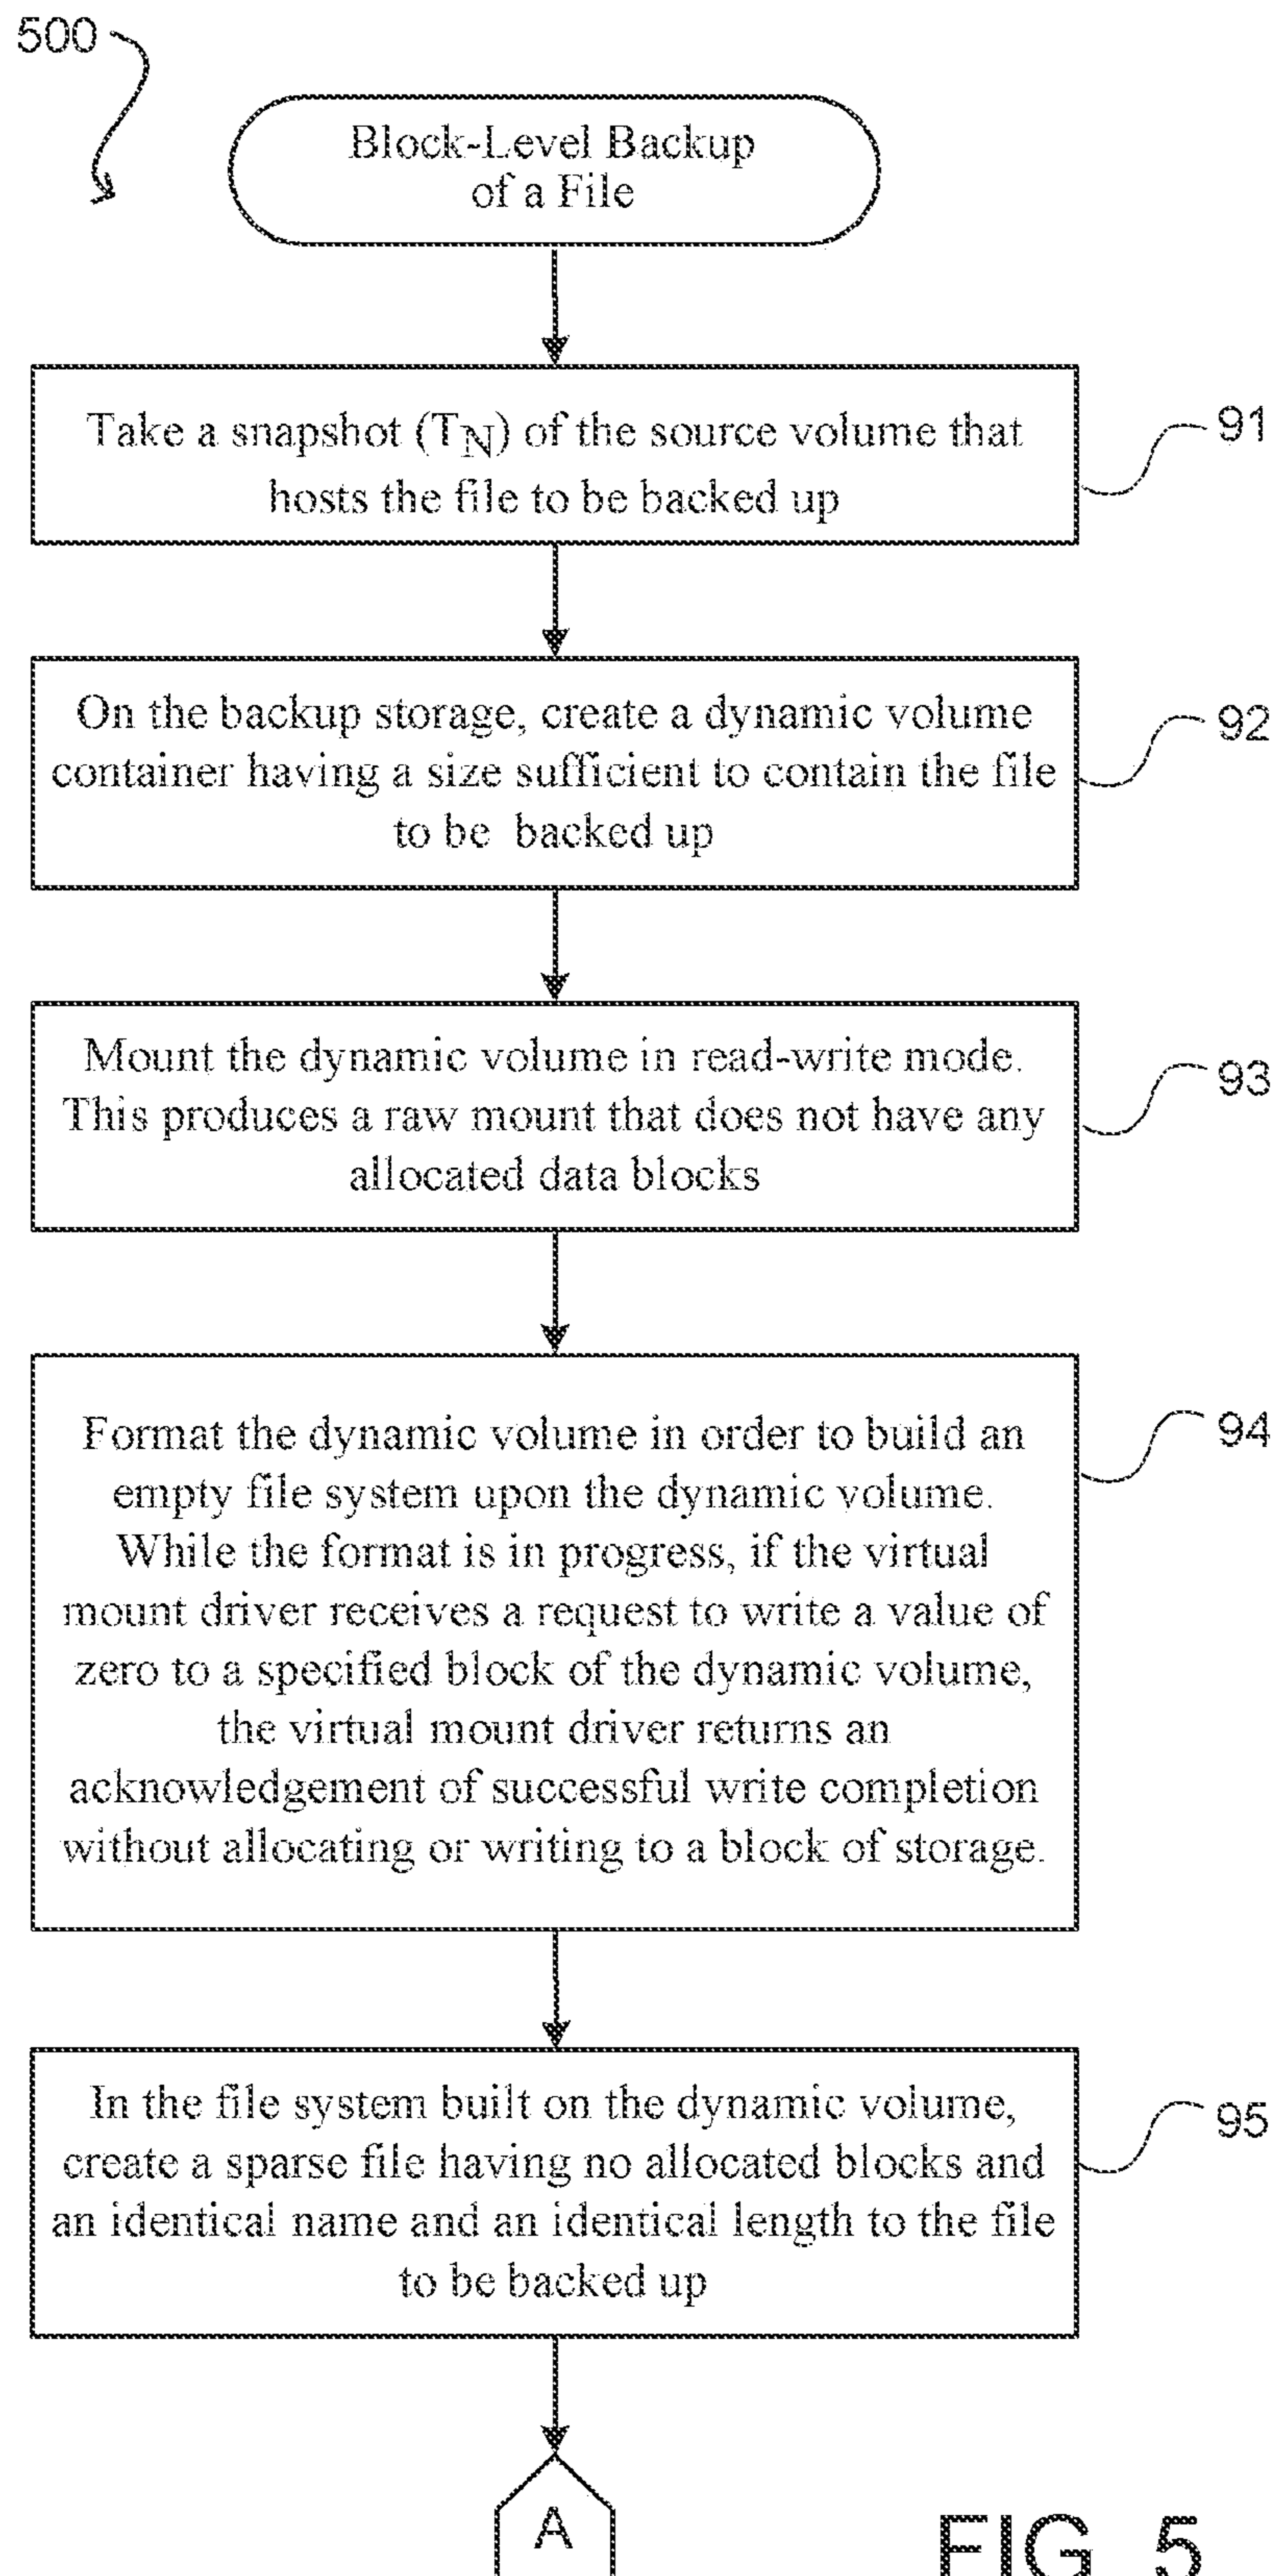 500
Block-Level Backup
of a File
Take a snapshot (TN) of the source volume that
hosts the file to be backed up
91
On the backup storage, create a dynamic volume
container having a size sufficient to contain the file
to be backed up
92
Mount the dynamic volume in read-write mode.
This produces a raw mount that does not have any
allocated data blocks
93
Format the dynamic volume in order to build an
empty file system upon the dynamic volume.
While the format is in progress, if the virtual
mount driver receives a request to write a value of
zero to a specified block of the dynamic volume,
the virtual mount driver returns an
acknowledgement of successful write completion
without allocating or writing to a block of storage.
94
In the file system built on the dynamic volume,
create a sparse file having no allocated blocks and
an identical name and an identical length to the file
to be backed up
95
A
FIG. 5